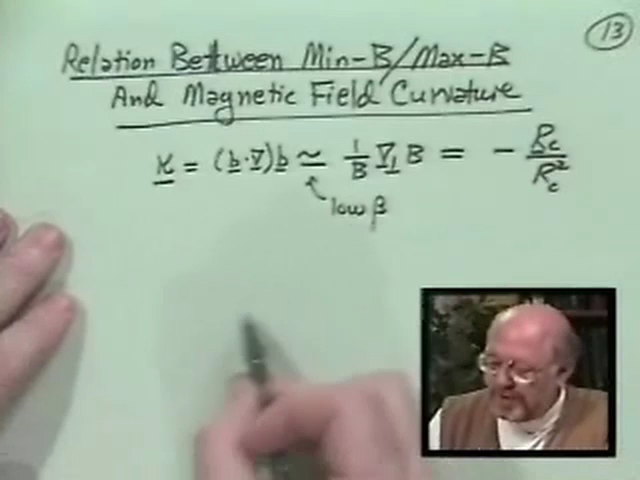 13
Relation Between Min-B/Max-B
And Magnetic Field Curvature
κ = (b·∇)b ≃ 1/B ∇⊥ B = - Rc/Rc²
low β